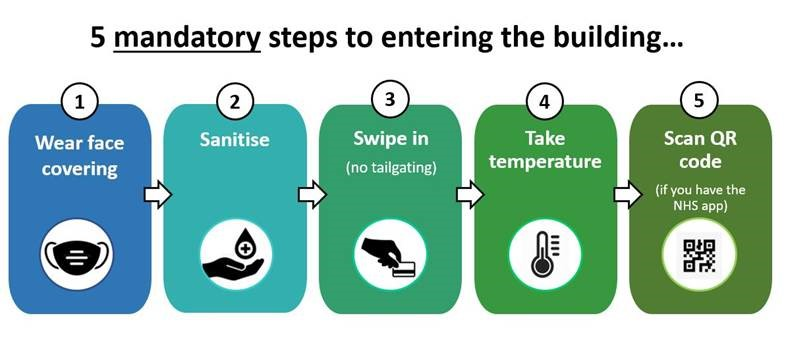 5 mandatory steps to entering the building...
1
Wear face
covering
2
Sanitise
3
Swipe in
(no tailgating)
4
Take
temperature
5
Scan QR
code
(if you have the
NHS app)